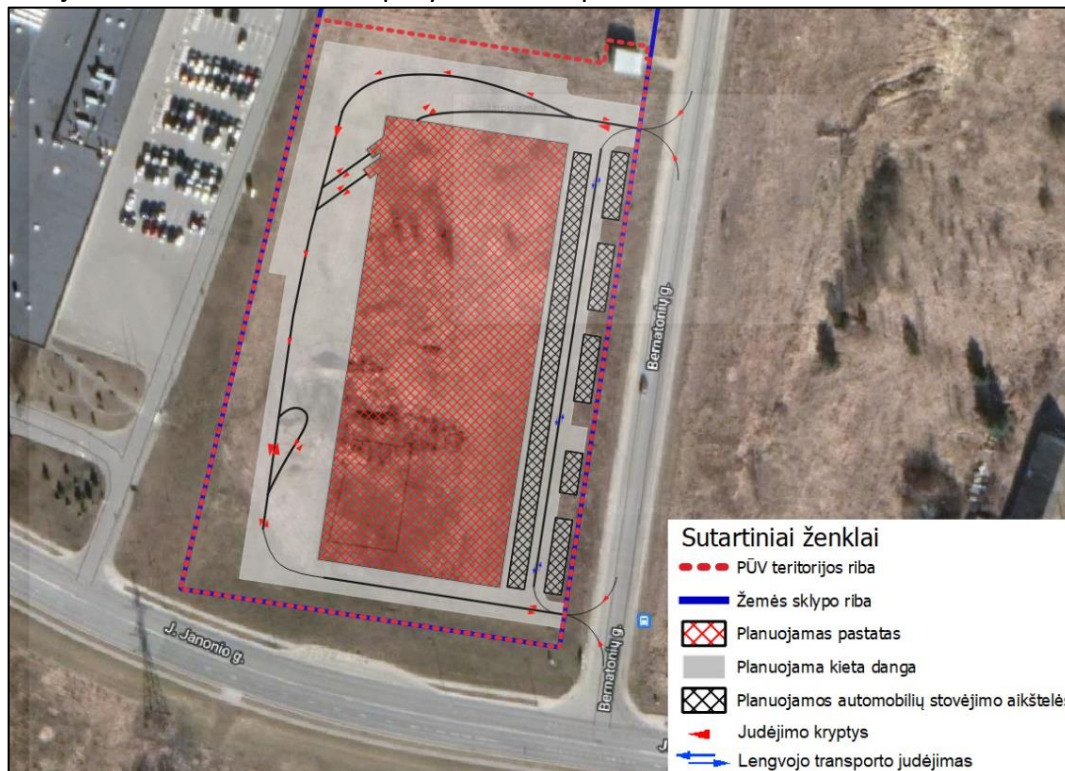 Bernatonių g.
Bernatonių g.
J. Janonio g.
J.
Sutartiniai ženklai
PŪV teritorijos riba
Žemės sklypo riba
Planuojamas pastatas
Planuojama kieta danga
Planuojamos automobilių stovėjimo aikštelės
Judėjimo kryptys
Lengvojo transporto judėjimas